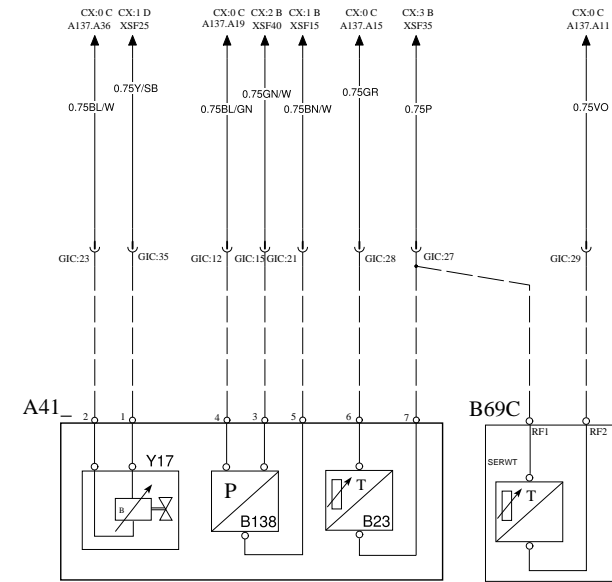 CX:0 C CX:1 D CX:0 C CX:2 B CX:1 B CX:0 C CX:3 B CX:0 C
A137.A36 XSF25 A137.A19 XSF40 XSF15 A137.A15 XSF35 A137.A11
0.75Y/SB 0.75GN/W 0.75GR
0.75BL/W 0.75BL/GN 0.75BN/W 0.75P 0.75VO
GIC:23 GIC:35 GIC:12 GIC:15 GIC:21 GIC:28 GIC:27 GIC:29
A41_ 2 1 4 3 5 6 7 B69C
RF1 RF2
Y17 SERWT
P T T
B
B138 B23